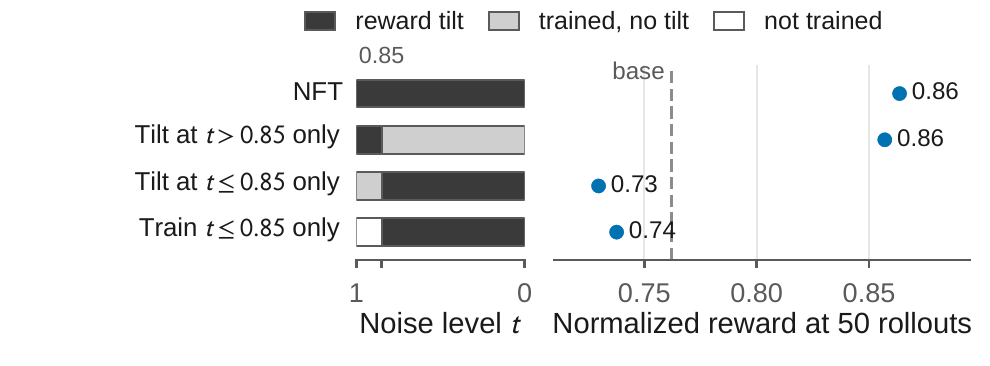 reward tilt trained, no tilt not trained
0.85
base
NFT 0.86
Tilt at t > 0.85 only 0.86
Tilt at t ≤ 0.85 only 0.73
Train t ≤ 0.85 only 0.74
1 0 0.75 0.80 0.85
Noise level t Normalized reward at 50 rollouts